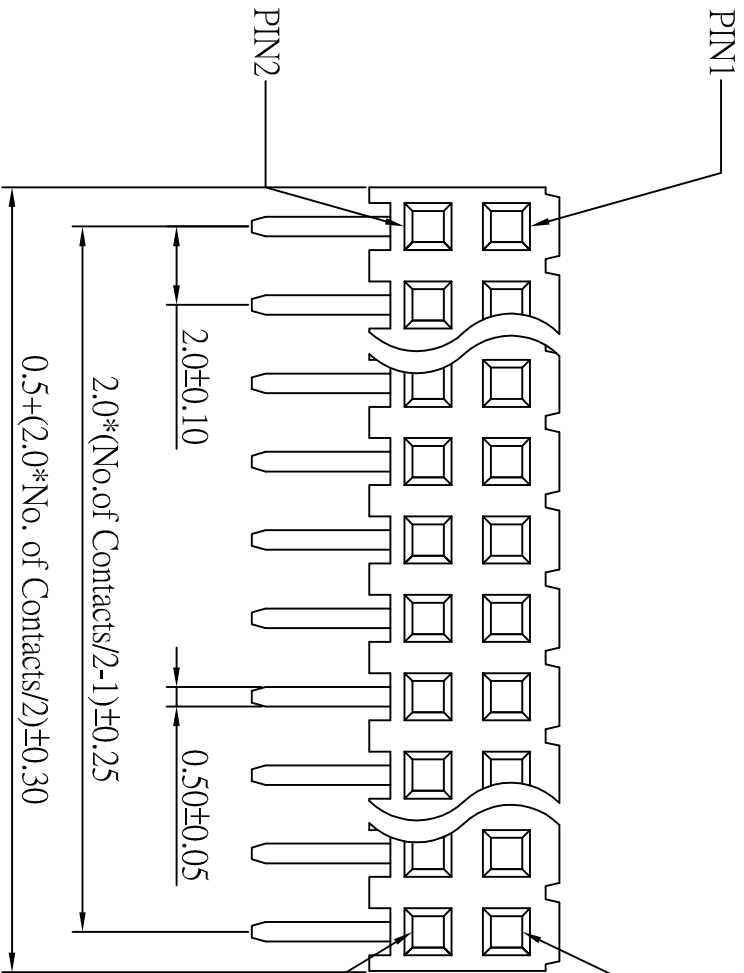 PIN1
PIN2
2.0±0.10
0.50±0.05
2.0*(No.of Contacts/2-1)±0.25
0.5+(2.0*No. of Contacts/2)±0.30